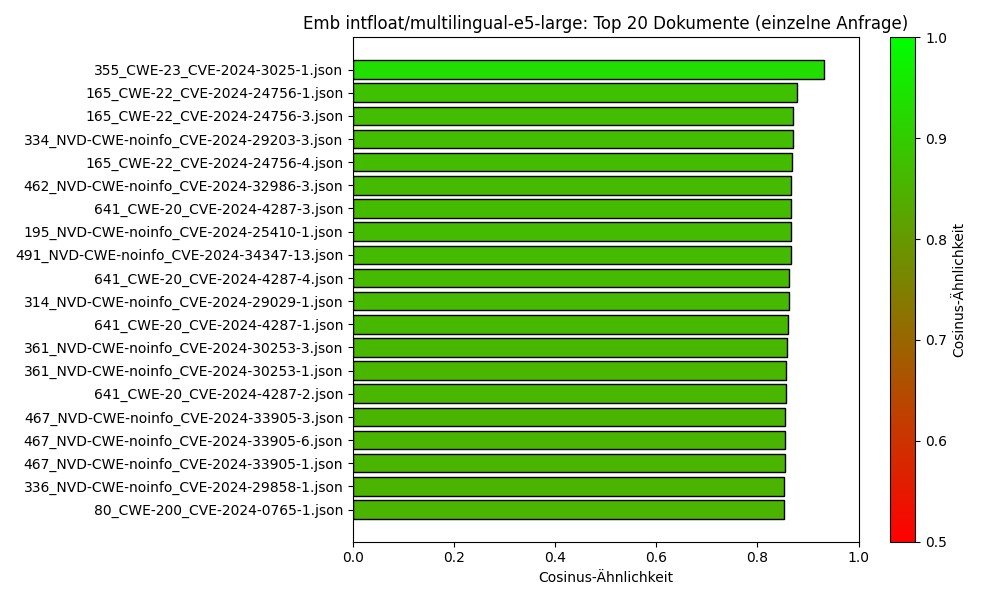 Emb intfloat/multilingual-e5-large: Top 20 Dokumente (einzelne Anfrage)
355_CWE-23_CVE-2024-3025-1.json
165_CWE-22_CVE-2024-24756-1.json
165_CWE-22_CVE-2024-24756-3.json
334_NVD-CWE-noinfo_CVE-2024-29203-3.json
165_CWE-22_CVE-2024-24756-4.json
462_NVD-CWE-noinfo_CVE-2024-32986-3.json
641_CWE-20_CVE-2024-4287-3.json
195_NVD-CWE-noinfo_CVE-2024-25410-1.json
491_NVD-CWE-noinfo_CVE-2024-34347-13.json
641_CWE-20_CVE-2024-4287-4.json
314_NVD-CWE-noinfo_CVE-2024-29029-1.json
641_CWE-20_CVE-2024-4287-1.json
361_NVD-CWE-noinfo_CVE-2024-30253-3.json
361_NVD-CWE-noinfo_CVE-2024-30253-1.json
641_CWE-20_CVE-2024-4287-2.json
467_NVD-CWE-noinfo_CVE-2024-33905-3.json
467_NVD-CWE-noinfo_CVE-2024-33905-6.json
467_NVD-CWE-noinfo_CVE-2024-33905-1.json
336_NVD-CWE-noinfo_CVE-2024-29858-1.json
80_CWE-200_CVE-2024-0765-1.json
0.0 0.2 0.4 0.6 0.8 1.0
Cosinus-Ähnlichkeit
1.0
0.9
0.8
0.7
0.6
0.5
Cosinus-Ähnlichkeit